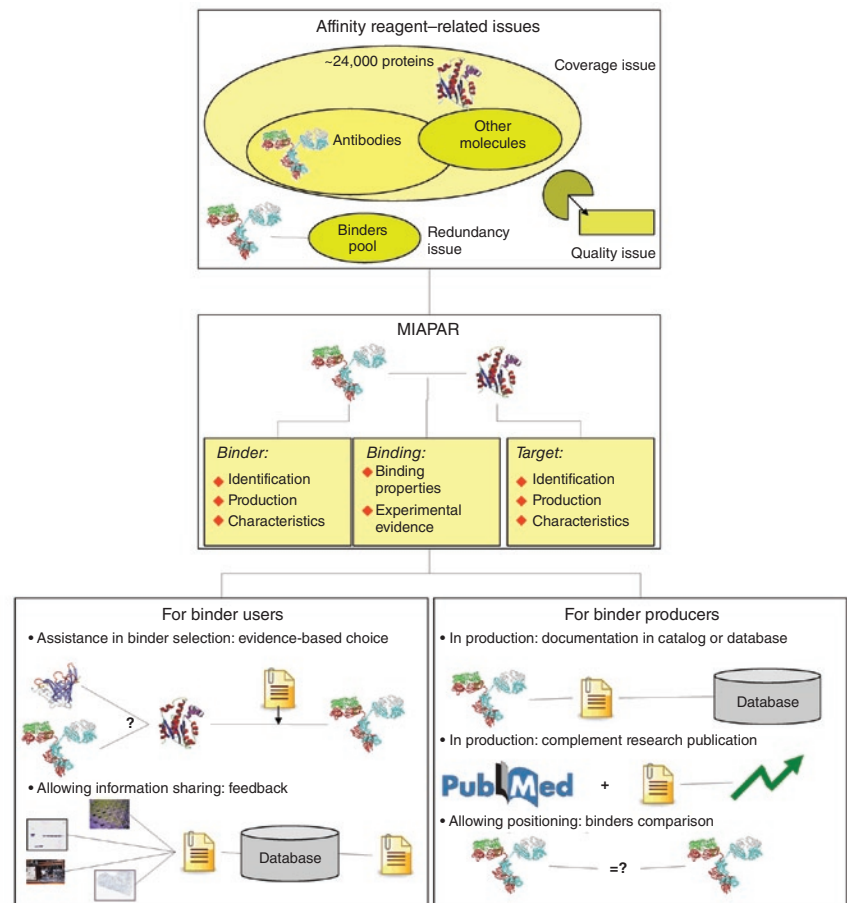 Affinity reagent–related issues
~24,000 proteins
Coverage issue
Antibodies
Other
molecules
Binders
pool
Redundancy
issue
Quality issue
MIAPAR
Binder:
Identification
Production
Characteristics
Binding:
Binding
properties
Experimental
evidence
Target:
Identification
Production
Characteristics
For binder users
• Assistance in binder selection: evidence-based choice
?
• Allowing information sharing: feedback
Database
For binder producers
• In production: documentation in catalog or database
Database
• In production: complement research publication
PubMed
+
• Allowing positioning: binders comparison
=?